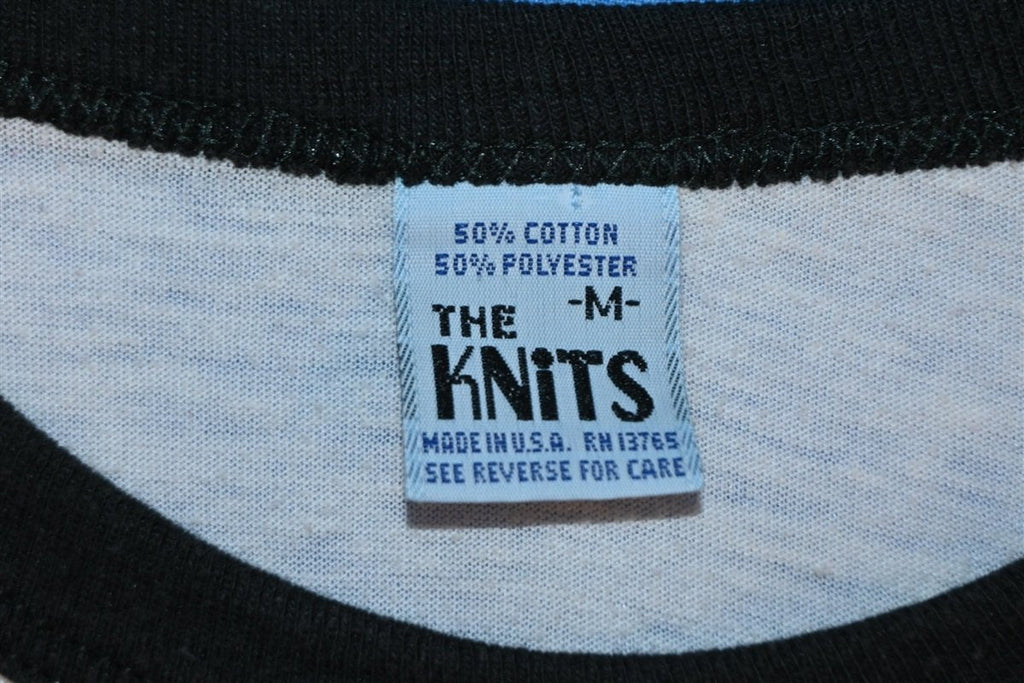 50% COTTON
50% POLYESTER
-M-
THE
KNiTS
MADE IN U.S.A. RN 13765
SEE REVERSE FOR CARE